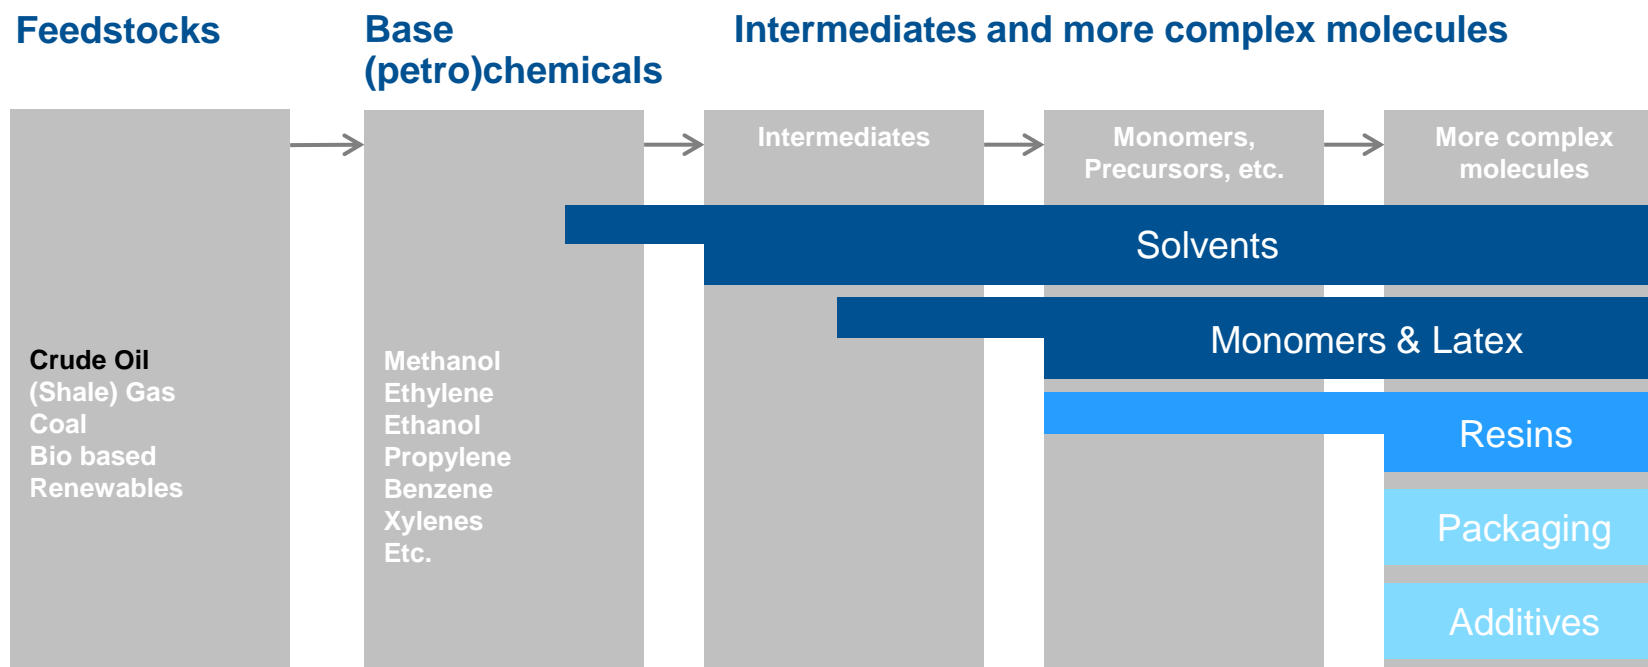 Feedstocks
Base
(petro)chemicals
Intermediates and more complex molecules
Intermediates
Monomers,
Precursors, etc.
More complex
molecules
Solvents
Monomers & Latex
Resins
Packaging
Additives
Crude Oil
(Shale) Gas
Coal
Bio based
Renewables
Methanol
Ethylene
Ethanol
Propylene
Benzene
Xylenes
Etc.